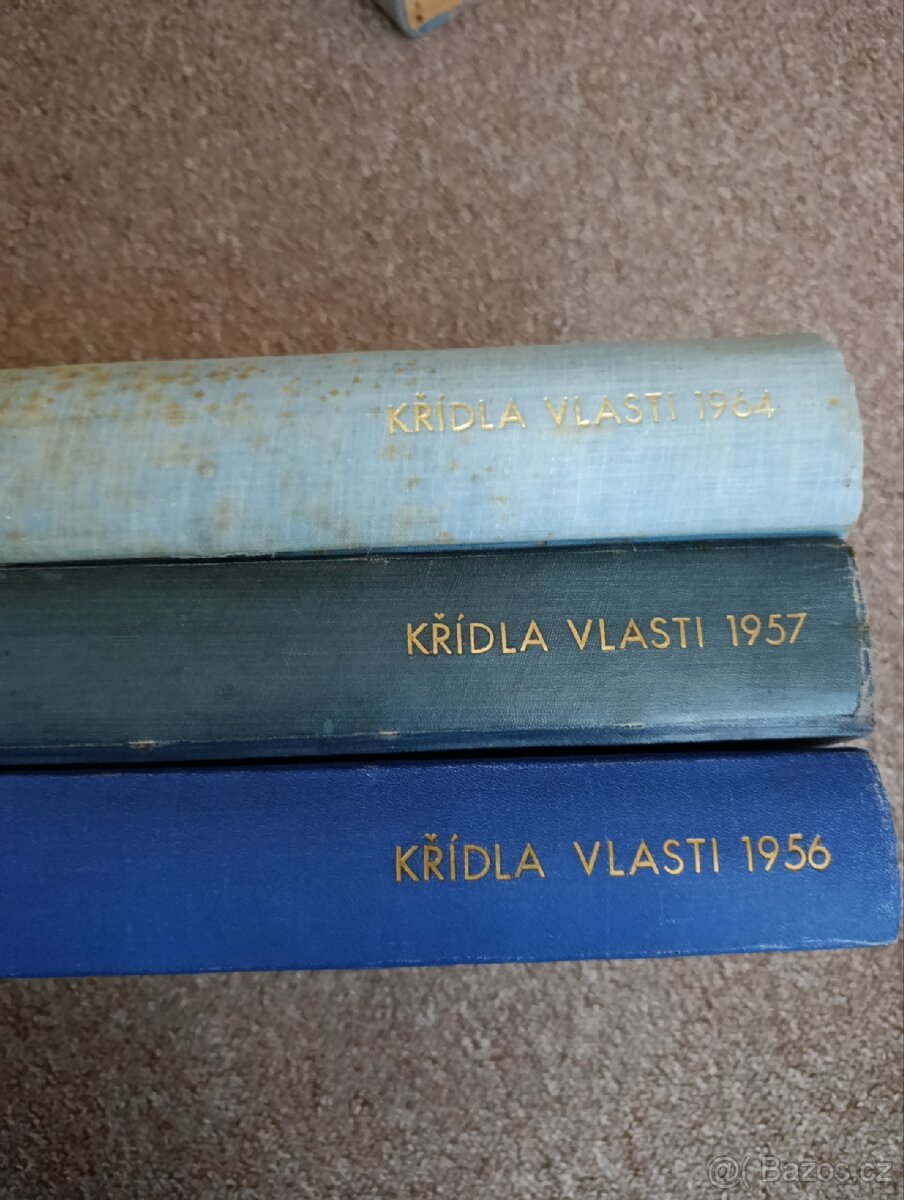 KŘÍDLA VLASTI 1964
KŘÍDLA VLASTI 1957
KŘÍDLA VLASTI 1956
@( Bazos.cz